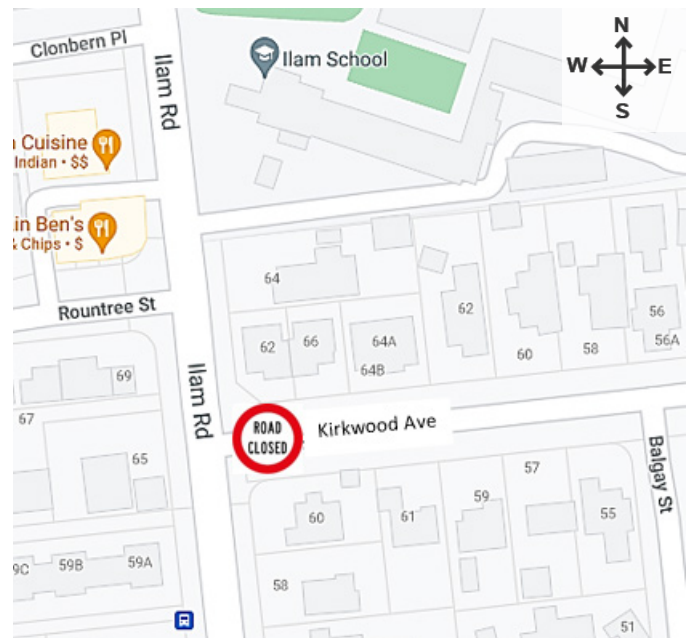 N
W
E
S
Clonbern Pl
Ilam Rd
Ilam School
Cuisine
Indian • $$
Ben's
Chips • $
Rountree St
64
62
66
64A
64B
62
60
58
56
56A
69
67
65
Ilam Rd
ROAD
CLOSED
Kirkwood Ave
Balgay St
57
59
55
60
61
59B
59A
58
51